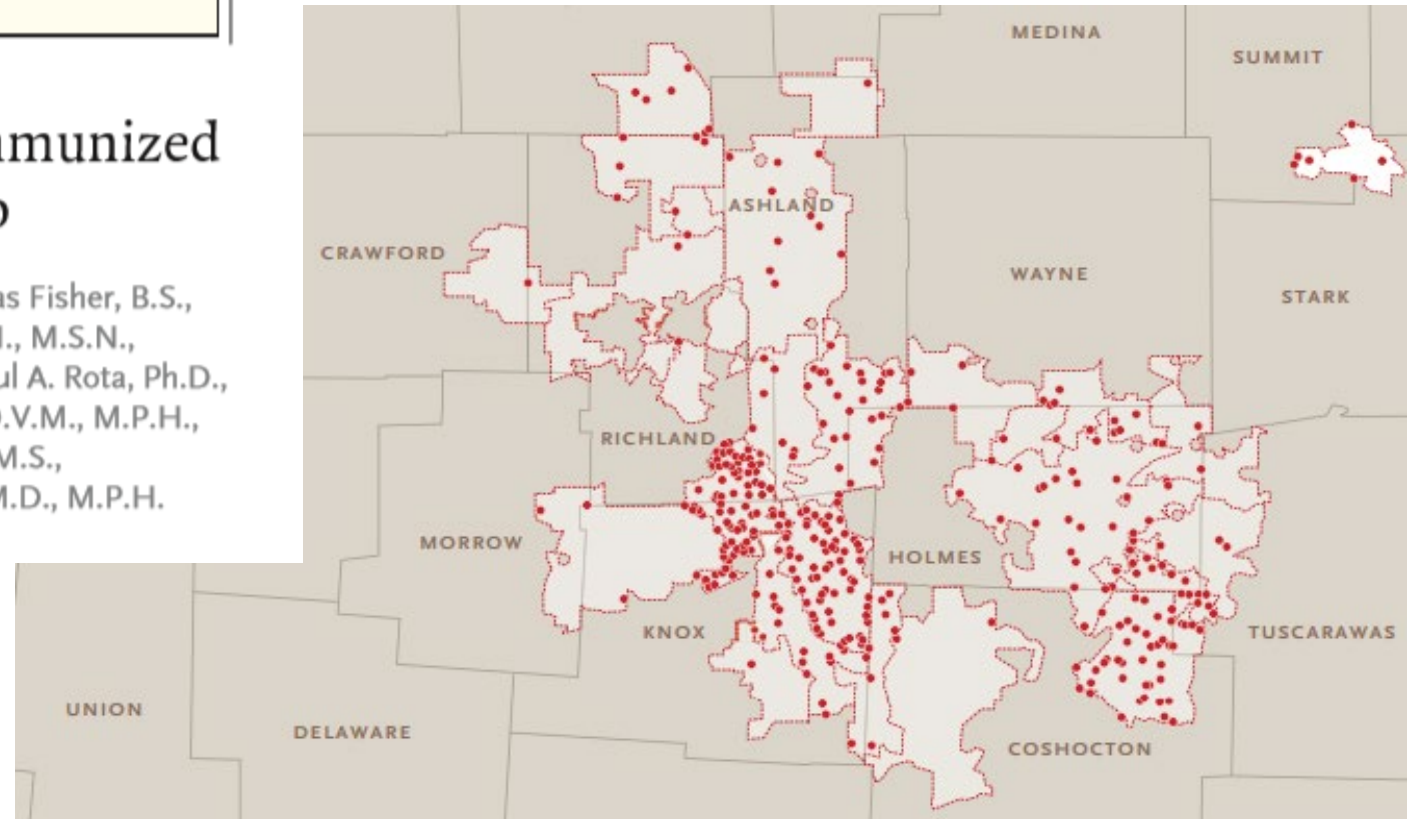 mmunized
o
as Fisher, B.S.,
M.S.N.,
ul A. Rota, Ph.D.,
D.V.M., M.P.H.,
M.S.,
M.D., M.P.H.
MEDINA
SUMMIT
ASHLAND
CRAWFORD
WAYNE
STARK
RICHLAND
MORROW
HOLMES
KNOX
TUSCARAWAS
UNION
DELAWARE
COSHOCTON